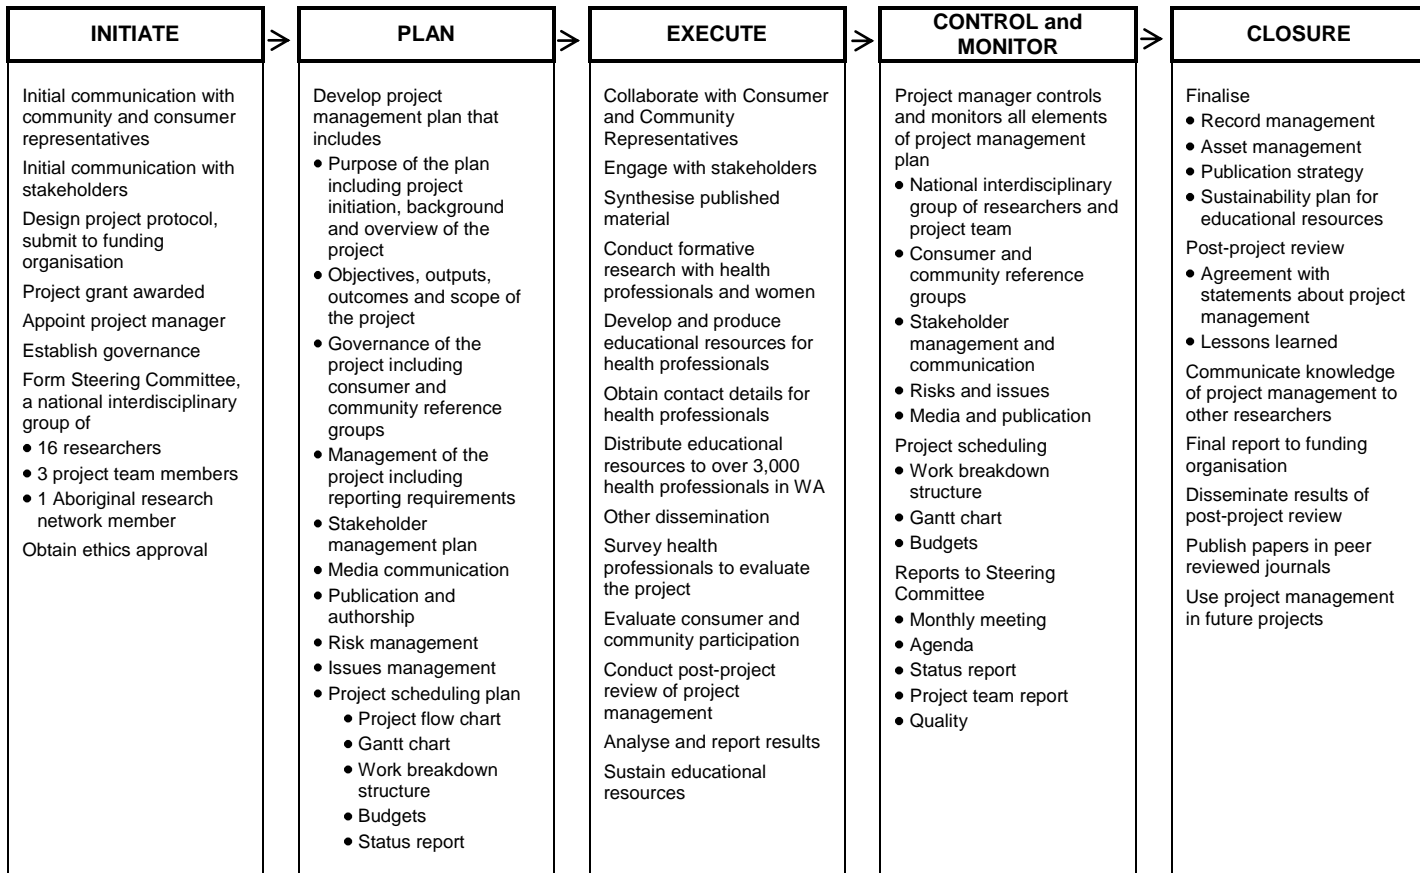 INITIATE
Initial communication with
community and consumer
representatives
Initial communication with
stakeholders
Design project protocol,
submit to funding
organisation
Project grant awarded
Appoint project manager
Establish governance
Form Steering Committee,
a national interdisciplinary
group of
• 16 researchers
• 3 project team members
• 1 Aboriginal research
network member
Obtain ethics approval
PLAN
Develop project
management plan that
includes
• Purpose of the plan
including project
initiation, background
and overview of the
project
• Objectives, outputs,
outcomes and scope of
the project
• Governance of the
project including
consumer and
community reference
groups
• Management of the
project including
reporting requirements
• Stakeholder
management plan
• Media communication
• Publication and
authorship
• Risk management
• Issues management
• Project scheduling plan
• Project flow chart
• Gantt chart
• Work breakdown
structure
• Budgets
• Status report
EXECUTE
Collaborate with Consumer
and Community
Representatives
Engage with stakeholders
Synthesise published
material
Conduct formative
research with health
professionals and women
Develop and produce
educational resources for
health professionals
Obtain contact details for
health professionals
Distribute educational
resources to over 3,000
health professionals in WA
Other dissemination
Survey health
professionals to evaluate
the project
Evaluate consumer and
community participation
Conduct post-project
review of project
management
Analyse and report results
Sustain educational
resources
CONTROL and
MONITOR
Project manager controls
and monitors all elements
of project management
plan
• National interdisciplinary
group of researchers and
project team
• Consumer and
community reference
groups
• Stakeholder
management and
communication
• Risks and issues
• Media and publication
Project scheduling
• Work breakdown
structure
• Gantt chart
• Budgets
Reports to Steering
Committee
• Monthly meeting
• Agenda
• Status report
• Project team report
• Quality
CLOSURE
Finalise
• Record management
• Asset management
• Publication strategy
• Sustainability plan for
educational resources
Post-project review
• Agreement with
statements about project
management
• Lessons learned
Communicate knowledge
of project management to
other researchers
Final report to funding
organisation
Disseminate results of
post-project review
Publish papers in peer
reviewed journals
Use project management
in future projects